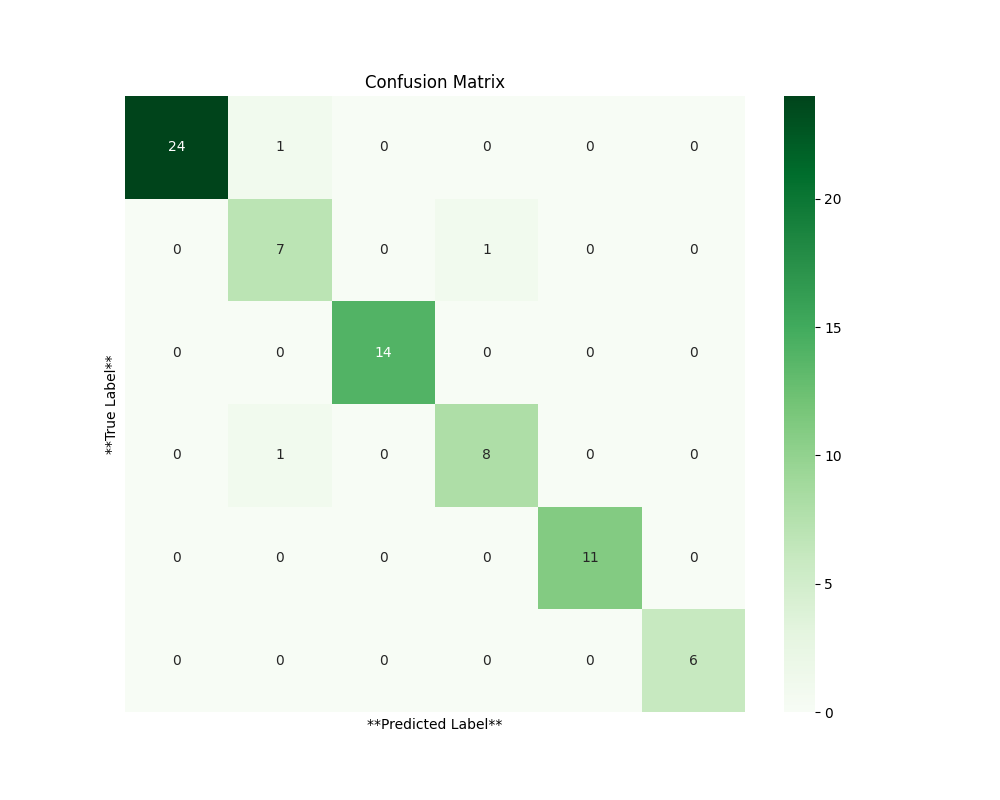 Confusion Matrix
24 1 0 0 0 0
0 7 0 1 0 0
0 0 14 0 0 0
0 1 0 8 0 0
0 0 0 0 11 0
0 0 0 0 0 6
**True Label**
**Predicted Label**
20
15
10
5
0